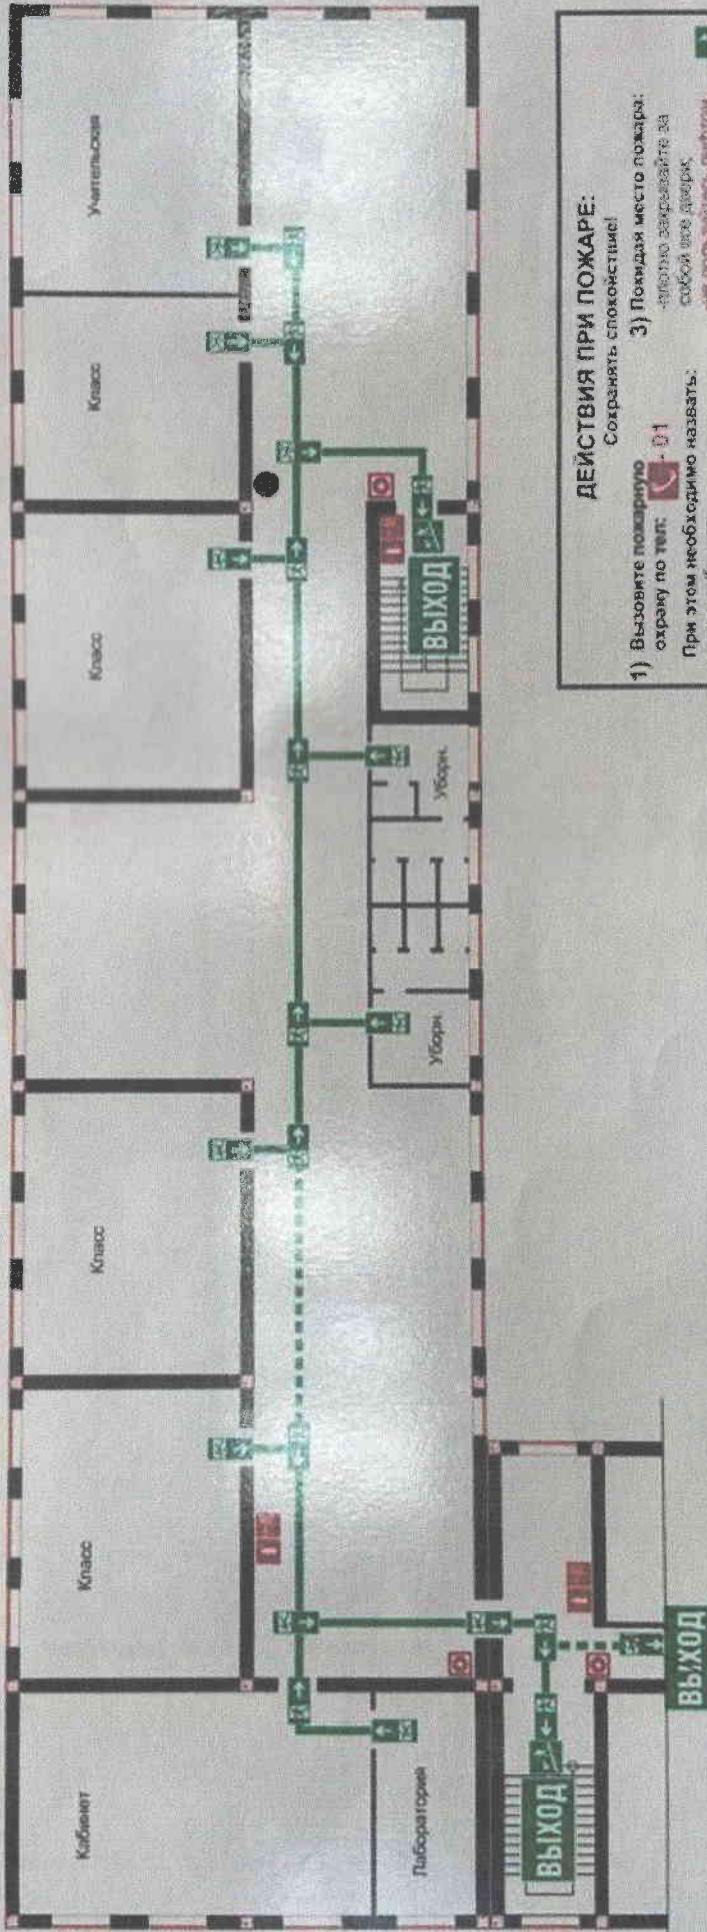 Учительская
Класс
Класс
Класс
Класс
Кабинет
Лаборатория
Уборн.
Уборн.
ВЫХОД
ВЫХОД
ВЫХОД
ДЕЙСТВИЯ ПРИ ПОЖАРЕ:
Сохранять спокойствие!
1) Вызовите пожарную
охрану по тел: - 01
При этом необходимо назвать:
3) Покидая место пожара:
-плотно закрывайте за
собой все двери,